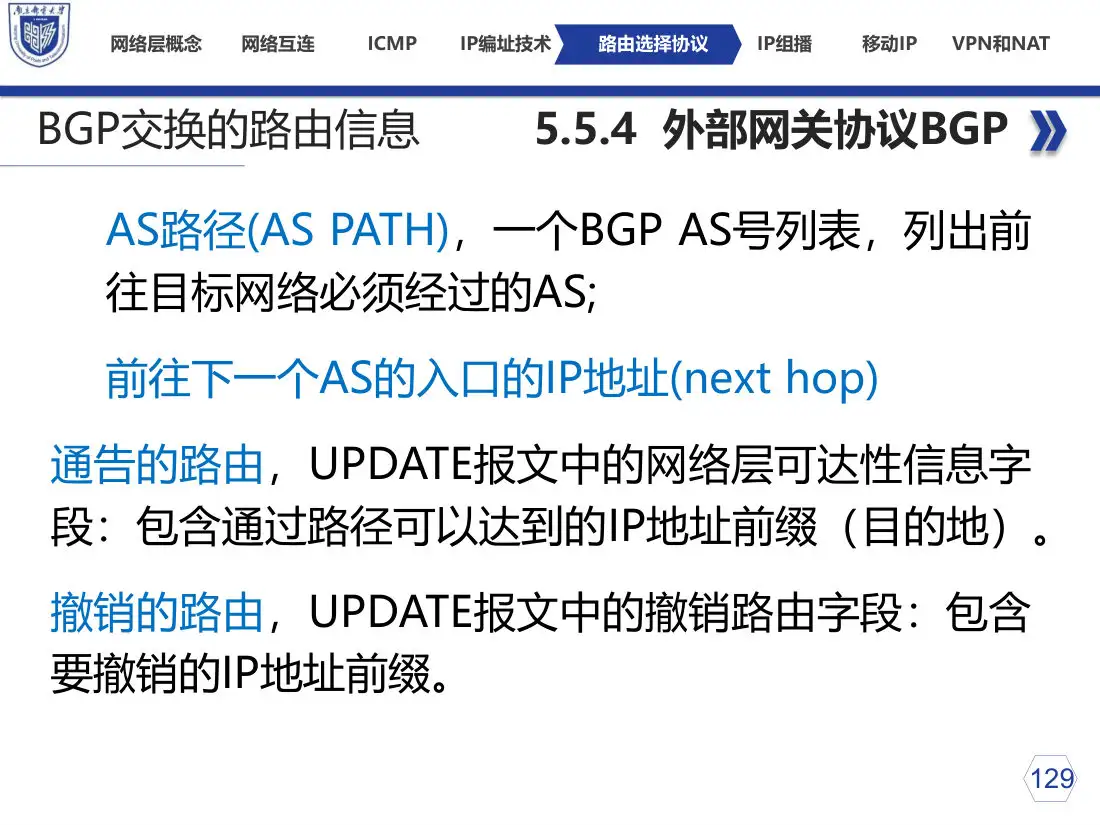 网络层概念 网络互连 ICMP IP编址技术 路由选择协议 IP组播 移动IP VPN和NAT
BGP交换的路由信息 5.5.4 外部网关协议BGP
AS路径(AS PATH)，一个BGP AS号列表，列出前
往目标网络必须经过的AS;
前往下一个AS的入口的IP地址(next hop)
通告的路由，UPDATE报文中的网络层可达性信息字
段：包含通过路径可以达到的IP地址前缀（目的地）。
撤销的路由，UPDATE报文中的撤销路由字段：包含
要撤销的IP地址前缀。
129